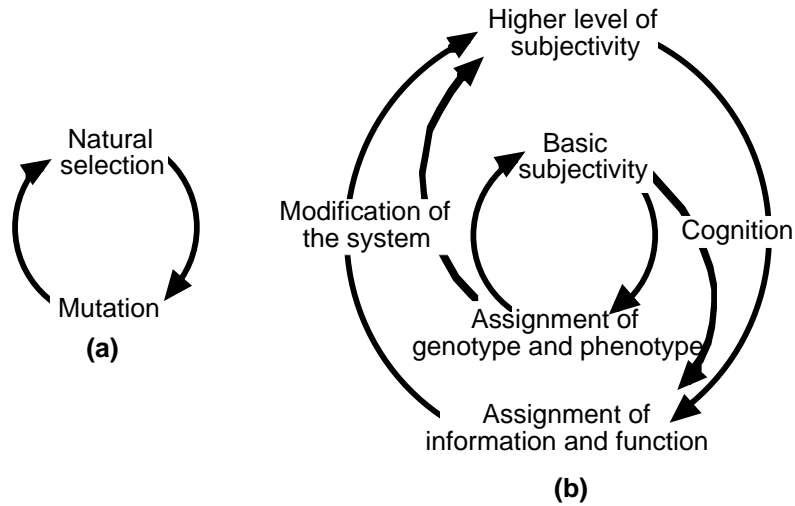 Natural
selection
Mutation
(a)
Higher level of
subjectivity
Basic
subjectivity
Modification of
the system
Cognition
Assignment of
genotype and phenotype
Assignment of
information and function
(b)